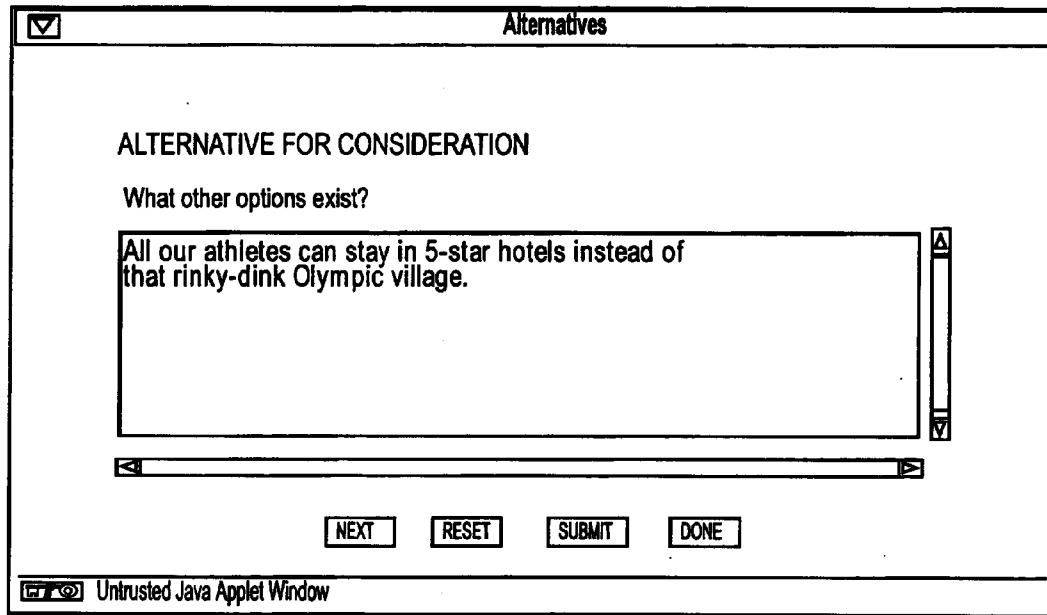 Alternatives
ALTERNATIVE FOR CONSIDERATION
What other options exist?
All our athletes can stay in 5-star hotels instead of
that rinky-dink Olympic village.
NEXT RESET SUBMIT DONE
Untrusted Java Applet Window